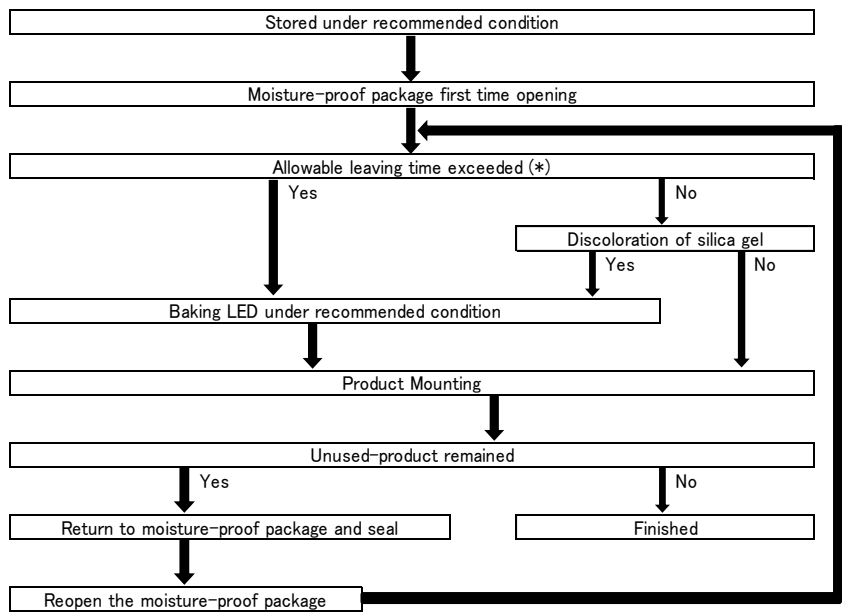 Stored under recommended condition
Moisture-proof package first time opening
Allowable leaving time exceeded (*)
Yes
No
Discoloration of silica gel
Yes
No
Baking LED under recommended condition
Product Mounting
Unused-product remained
Yes
No
Return to moisture-proof package and seal
Finished
Reopen the moisture-proof package